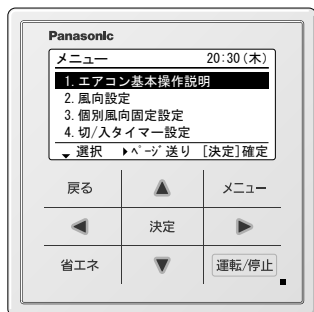 Panasonic
メニュー 20:30(木)
1. エアコン基本操作説明
2. 風向設定
3. 個別風向固定設定
4. 切/入タイマー設定
選択 ▶ページ送り [決定]確定
戻る ▲ メニュー
◀ 決定 ▶
省エネ ▼ 運転/停止